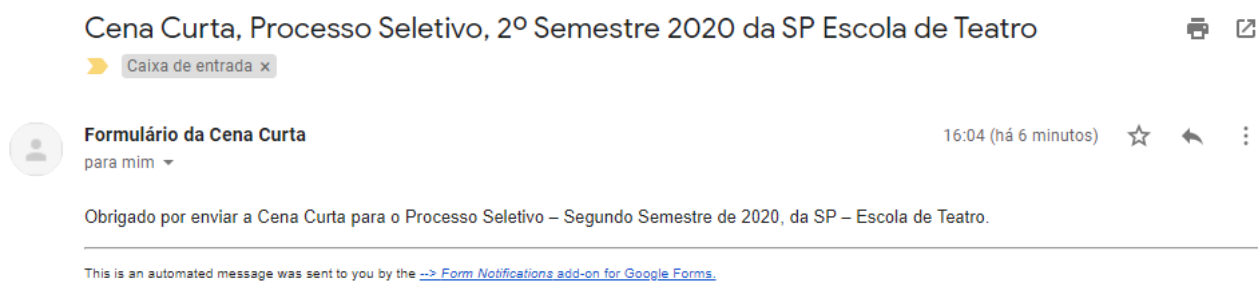 Cena Curta, Processo Seletivo, 2º Semestre 2020 da SP Escola de Teatro
Caixa de entrada x
Formulário da Cena Curta 16:04 (há 6 minutos)
para mim
Obrigado por enviar a Cena Curta para o Processo Seletivo – Segundo Semestre de 2020, da SP – Escola de Teatro.
This is an automated message was sent to you by the --> Form Notifications add-on for Google Forms.